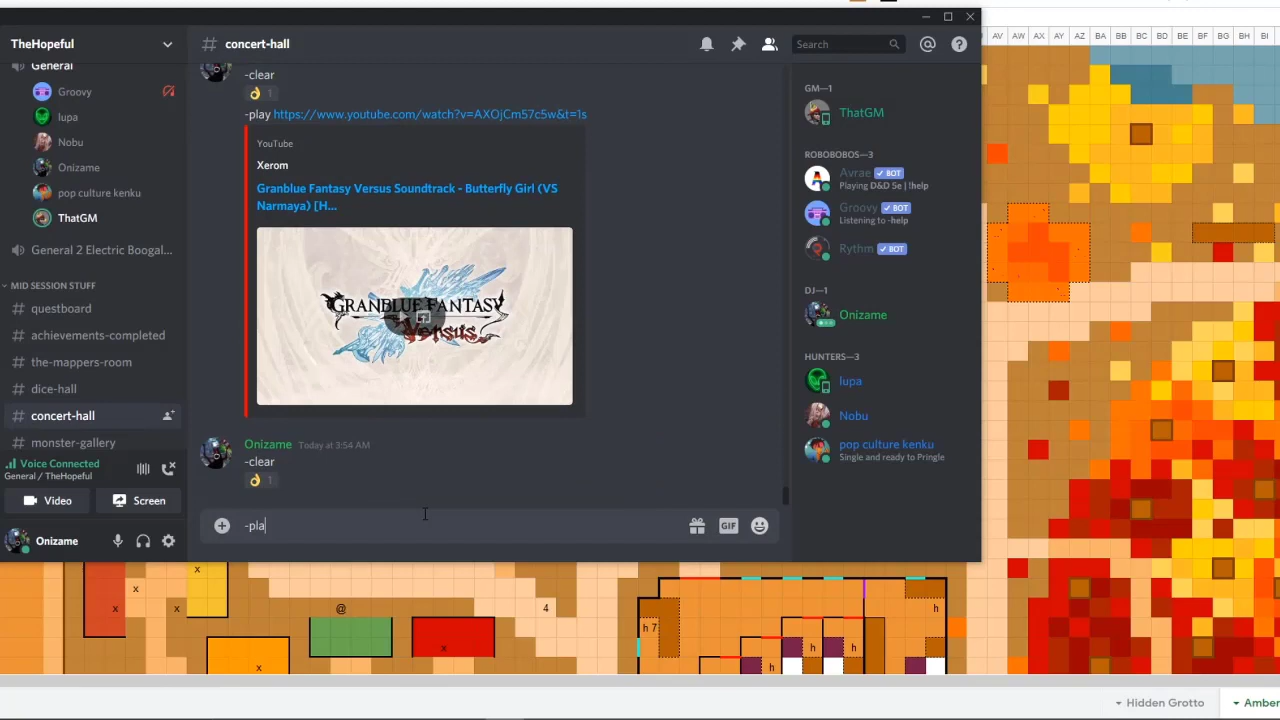 TheHopeful
General
Groovy
lupa
Nobu
Onizame
pop culture kenku
ThatGM
General 2 Electric Boogal...
MID SESSION STUFF
# questboard
# achievements-completed
# the-mappers-room
# dice-hall
# concert-hall
# monster-gallery
Voice Connected
General / TheHopeful
Video
Screen
Onizame
# concert-hall
Search
-clear
👌 1
-play https://www.youtube.com/watch?v=AXOjCm57c5w&t=1s
YouTube
Xerom
Granblue Fantasy Versus Soundtrack - Butterfly Girl (VS
Narmaya) [H...
GRANBLUE FANTASY
Versus
Onizame Today at 3:54 AM
-clear
👌 1
-pla
GIF
GM—1
ThatGM
ROBOBOBOS—3
Avrae ✓ BOT
Playing D&D 5e | !help
Groovy ✓ BOT
Listening to -help
Rythm ✓ BOT
DJ—1
Onizame
HUNTERS—3
lupa
Nobu
pop culture kenku
Single and ready to Pringle
AV AW AX AY AZ BA BB BC BD BE BF BG BH BI
x
x
x
x
@
4
x
x
h 7
h
h
h
h
h
Hidden Grotto
Amber